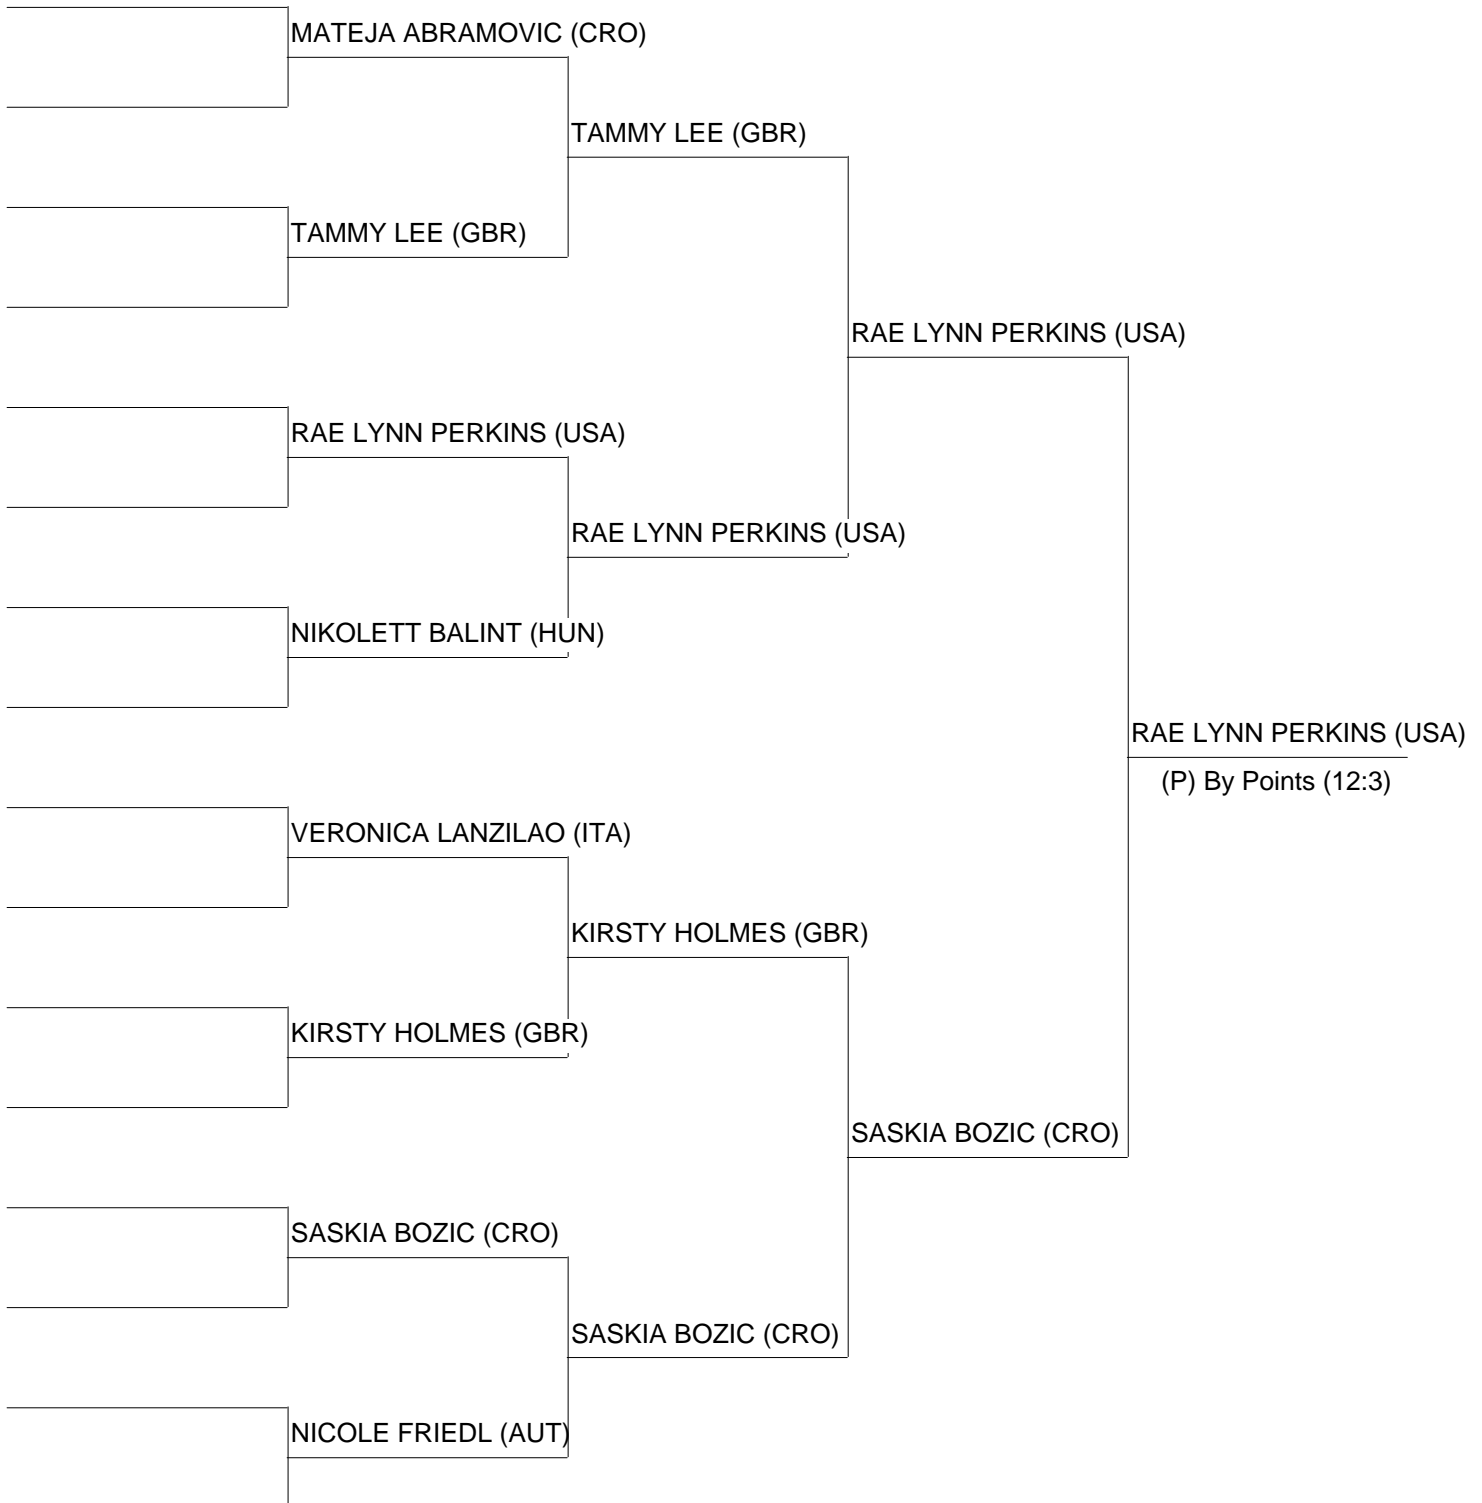 MATEJA ABRAMOVIC (CRO)
TAMMY LEE (GBR)
TAMMY LEE (GBR)
RAE LYNN PERKINS (USA)
RAE LYNN PERKINS (USA)
RAE LYNN PERKINS (USA)
NIKOLETT BALINT (HUN)
RAE LYNN PERKINS (USA)
(P) By Points (12:3)
VERONICA LANZILAO (ITA)
KIRSTY HOLMES (GBR)
KIRSTY HOLMES (GBR)
SASKIA BOZIC (CRO)
SASKIA BOZIC (CRO)
SASKIA BOZIC (CRO)
NICOLE FRIEDL (AUT)